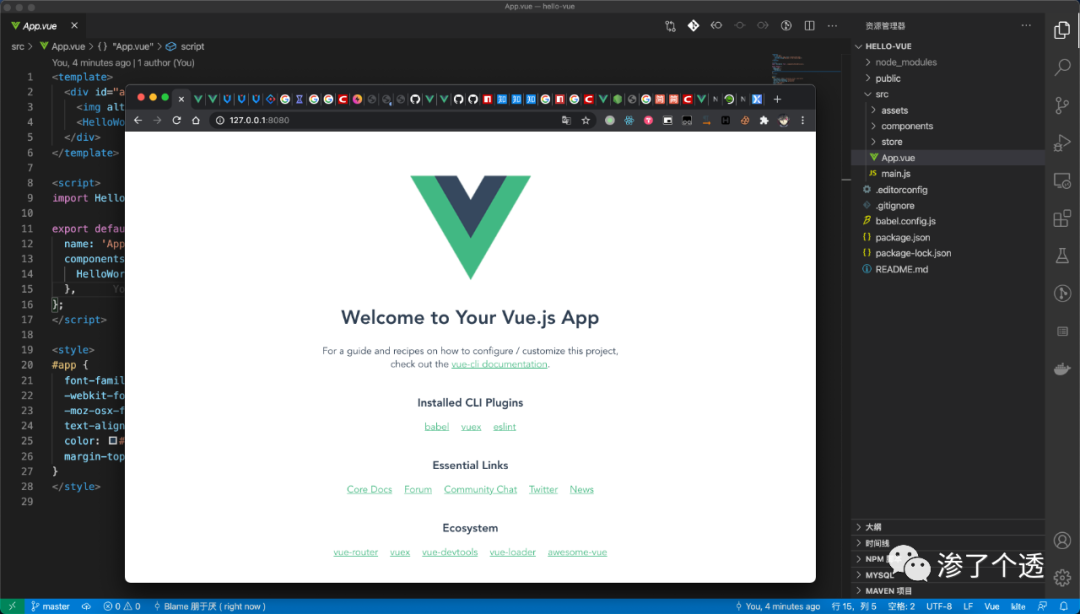 App.vue — hello-vue
App.vue
资源管理器
src > App.vue > {} "App.vue" > script
You, 4 minutes ago | 1 author (You)
1 <template>
2 <div id="a
3 <img alt
4 <HelloWo
5 </div>
6 </template>
7
8 <script>
9 import Hello
10
11 export defau
12 name: 'App
13 components
14 HelloWor
15 }, Yo
16 };
17 </script>
18
19 <style>
20 #app {
21 font-famil
22 -webkit-fo
23 -moz-osx-f
24 text-align
25 color: #
26 margin-top
27 }
28 </style>
29
127.0.0.1:8080
Welcome to Your Vue.js App
For a guide and recipes on how to configure / customize this project,
check out the vue-cli documentation.
Installed CLI Plugins
babel vuex eslint
Essential Links
Core Docs Forum Community Chat Twitter News
Ecosystem
vue-router vuex vue-devtools vue-loader awesome-vue
HELLO-VUE
node_modules
public
src
assets
components
store
App.vue
JS main.js
.editorconfig
.gitignore
babel.config.js
{} package.json
{} package-lock.json
README.md
大纲
时间线
NPM
MYSQL
MAVEN 项目
渗了个透
master 0 0 Blame 朋于厌 ( right now ) You, 4 minutes ago 行 15, 列 5 空格: 2 UTF-8 LF Vue kite